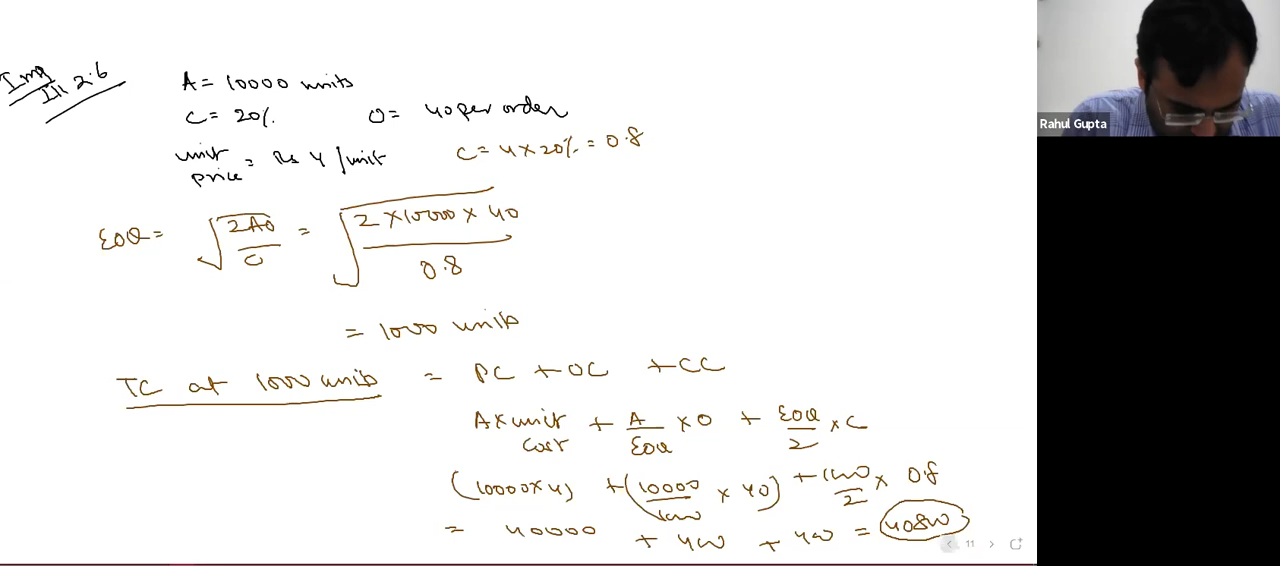 Imp
Ill 2.6
A = 10000 units
C = 20%. O = 40 per order
unit price = Rs 4 /unit C = 4 × 20% = 0.8
EOQ = √(2AO/C) = √(2 × 10000 × 40/0.8)
= 1000 units
TC at 1000 units = PC + OC + CC
A × unit cost + A/EOQ × O + EOQ/2 × C
(10000 × 4) + (10000/1000 × 40) + 1000/2 × 0.8
= 40000 + 400 + 400 = 40800
11
Rahul Gupta